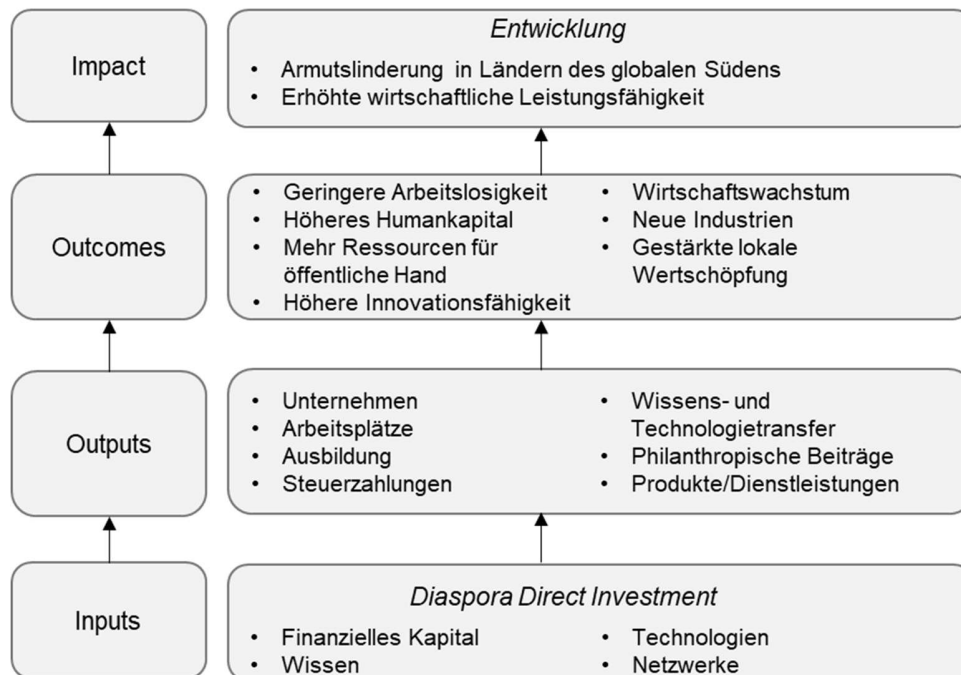 Impact
Entwicklung
• Armutslinderung in Ländern des globalen Südens
• Erhöhte wirtschaftliche Leistungsfähigkeit
Outcomes
• Geringere Arbeitslosigkeit
• Höheres Humankapital
• Mehr Ressourcen für
öffentliche Hand
• Höhere Innovationsfähigkeit
• Wirtschaftswachstum
• Neue Industrien
• Gestärkte lokale
Wertschöpfung
Outputs
• Unternehmen
• Arbeitsplätze
• Ausbildung
• Steuerzahlungen
• Wissens- und
Technologietransfer
• Philanthropische Beiträge
• Produkte/Dienstleistungen
Inputs
Diaspora Direct Investment
• Finanzielles Kapital
• Wissen
• Technologien
• Netzwerke